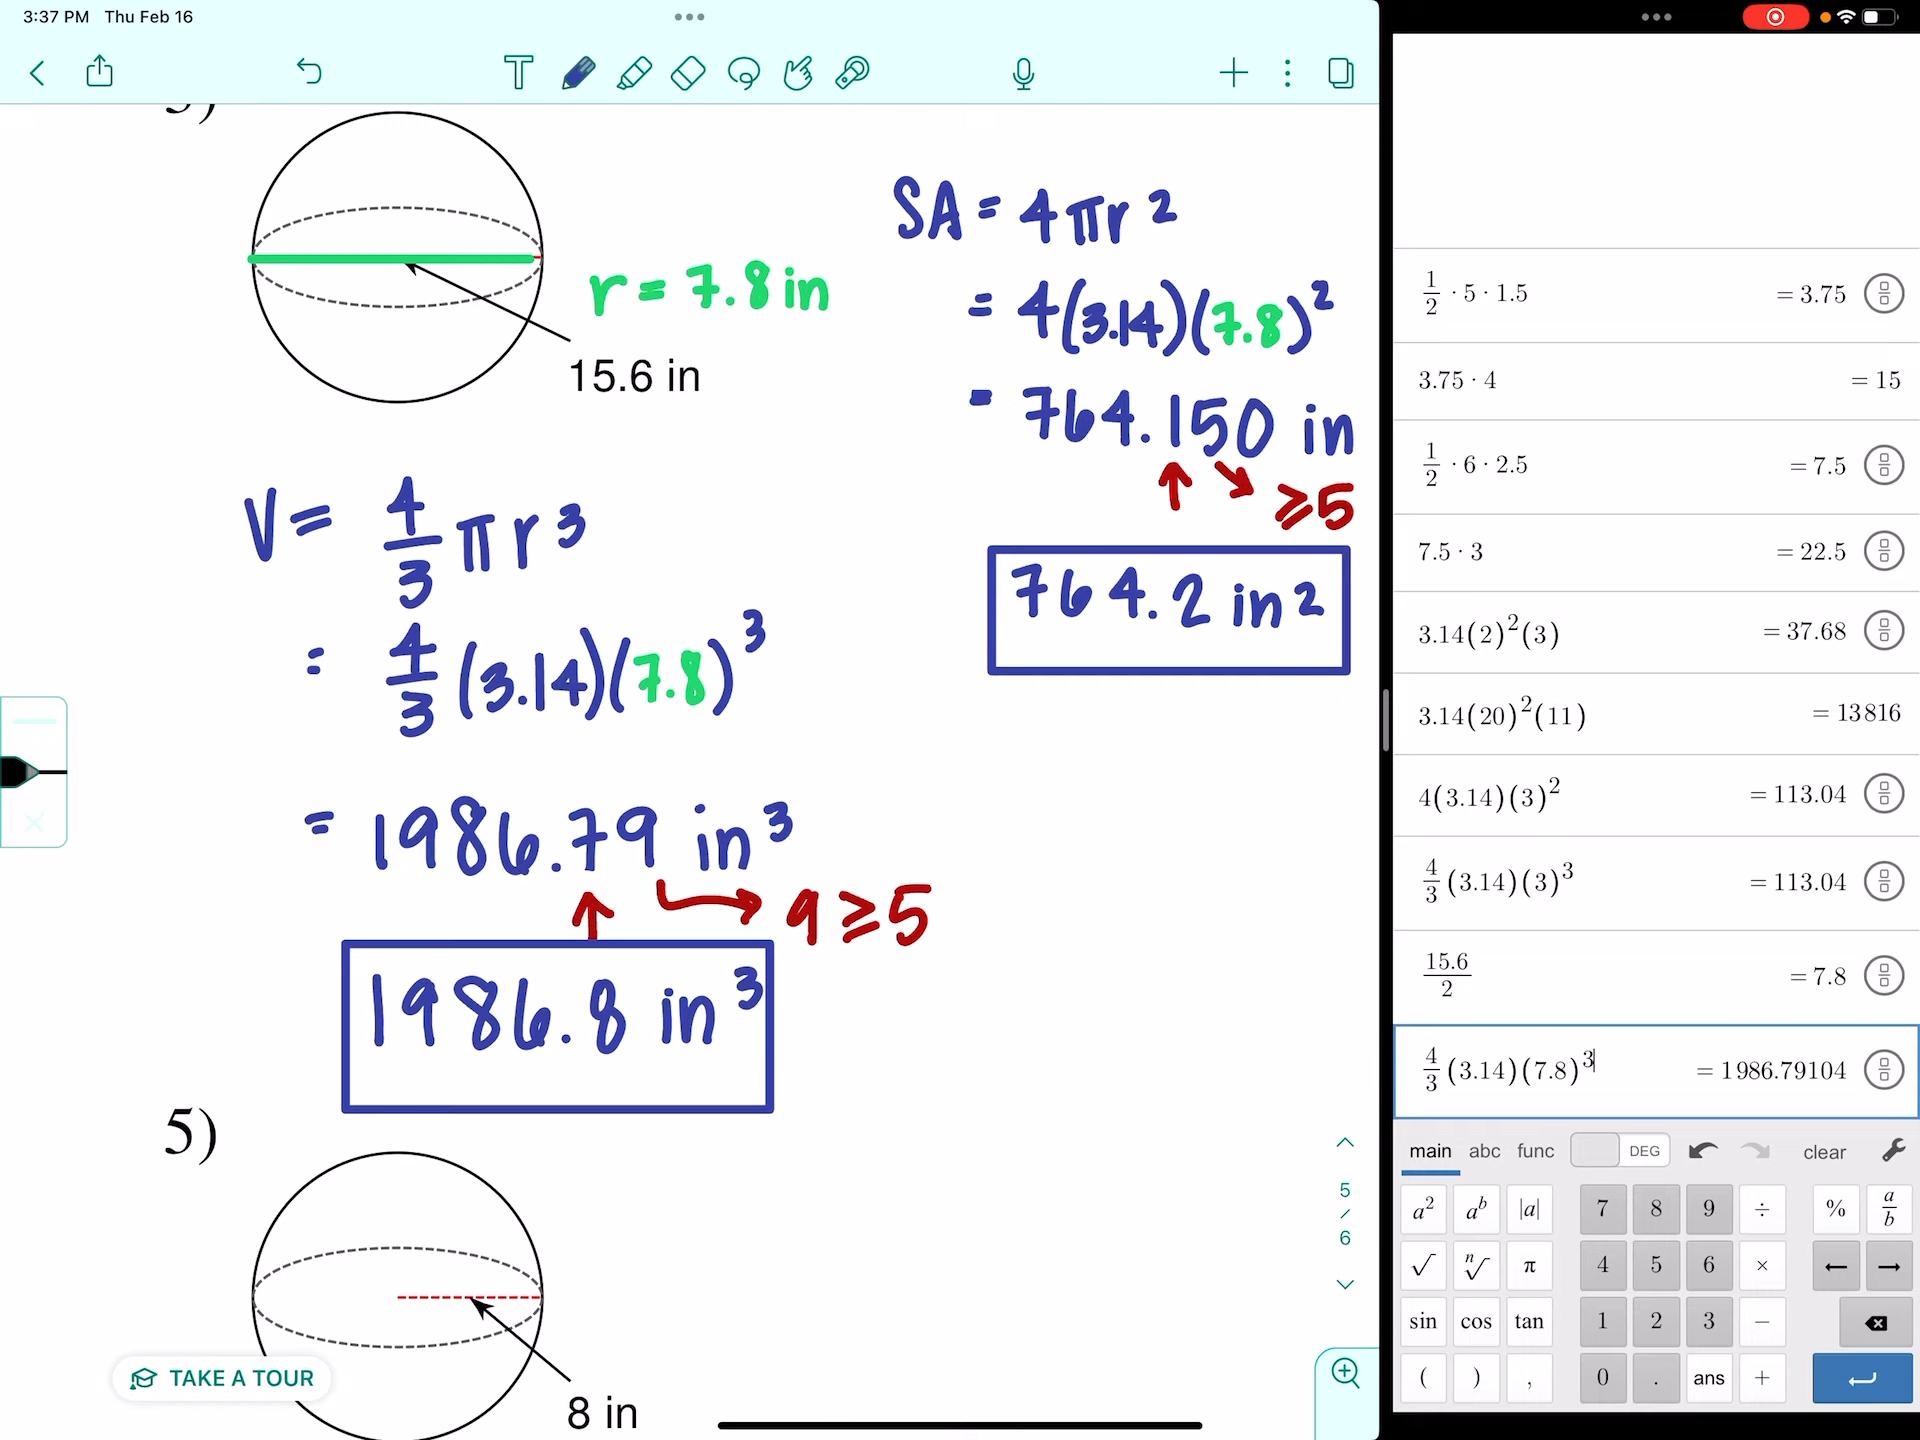 3:37 PM Thu Feb 16
T
3)
r = 7.8 in
15.6 in
SA = 4πr²
= 4(3.14)(7.8)²
= 764.150 in
≥5
764.2 in²
V = 4/3 πr³
= 4/3 (3.14)(7.8)³
= 1986.79 in³
9≥5
1986.8 in³
5)
8 in
TAKE A TOUR
5
/
6
1/2 · 5 · 1.5 = 3.75
3.75 · 4 = 15
1/2 · 6 · 2.5 = 7.5
7.5 · 3 = 22.5
3.14(2)²(3) = 37.68
3.14(20)²(11) = 13816
4(3.14)(3)² = 113.04
4/3 (3.14)(3)³ = 113.04
15.6/2 = 7.8
4/3 (3.14)(7.8)³ = 1986.79104
main abc func DEG clear
a² aᵇ |a| 7 8 9 ÷ % a/b
√ ⁿ√ π 4 5 6 × ← →
sin cos tan 1 2 3 −
( ) , 0 . ans +